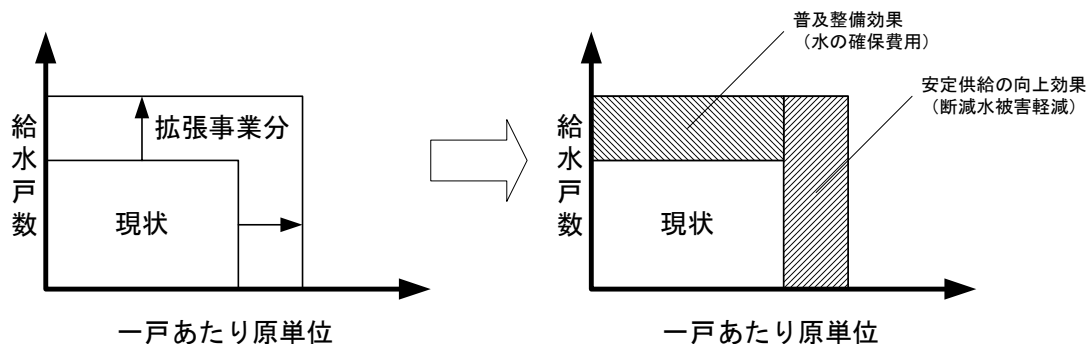 給水戸数
拡張事業分
現状
一戸あたり原単位
普及整備効果
（水の確保費用）
安定供給の向上効果
（断減水被害軽減）
給水戸数
現状
一戸あたり原単位